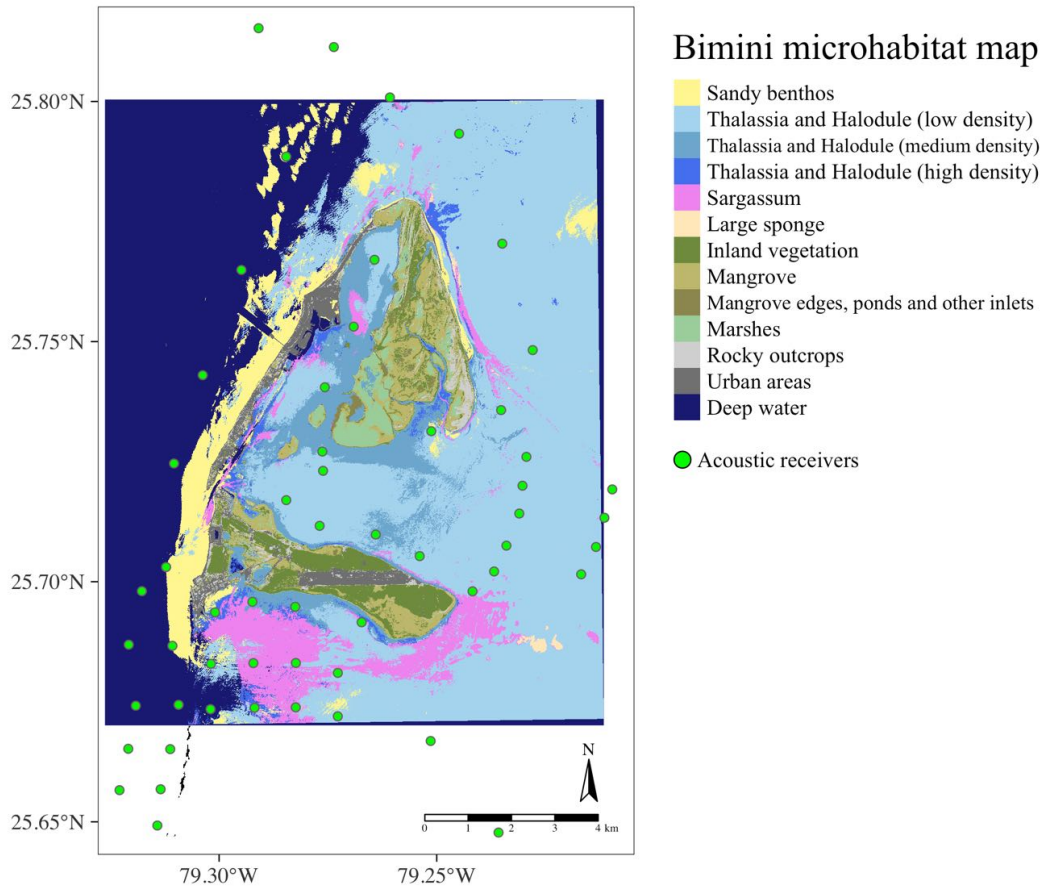 Bimini microhabitat map
Sandy benthos
Thalassia and Halodule (low density)
Thalassia and Halodule (medium density)
Thalassia and Halodule (high density)
Sargassum
Large sponge
Inland vegetation
Mangrove
Mangrove edges, ponds and other inlets
Marshes
Rocky outcrops
Urban areas
Deep water
Acoustic receivers
25.80°N
25.75°N
25.70°N
25.65°N
N
0 1 2 3 4 km
79.30°W 79.25°W